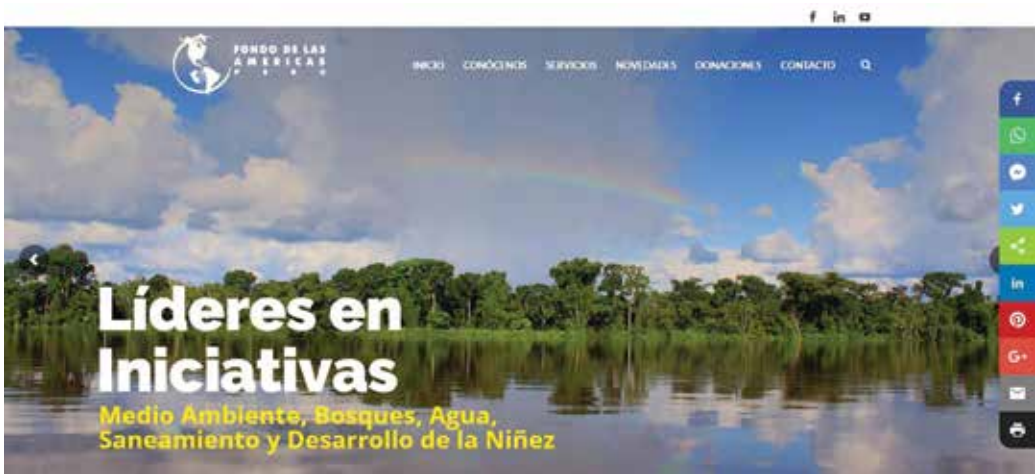 FONDO DE LAS
AMERICAS
PERU
INICIO CONÓCENOS SERVICIOS NOVEDADES DONACIONES CONTACTO
Líderes en
Iniciativas
Medio Ambiente, Bosques, Agua,
Saneamiento y Desarrollo de la Niñez